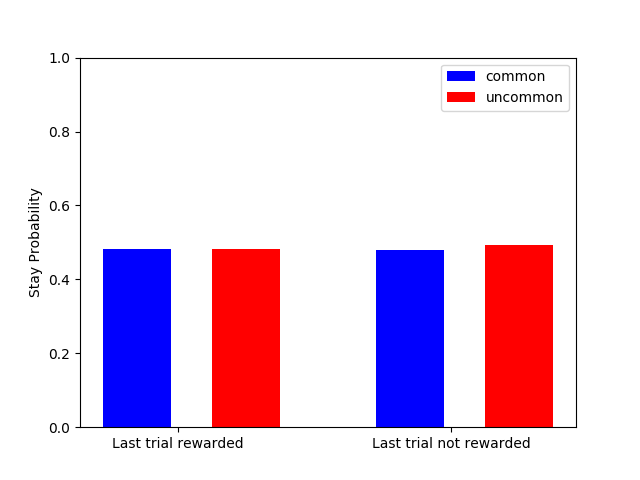 1.0
0.8
0.6
0.4
0.2
0.0
Stay Probability
common
uncommon
Last trial rewarded
Last trial not rewarded